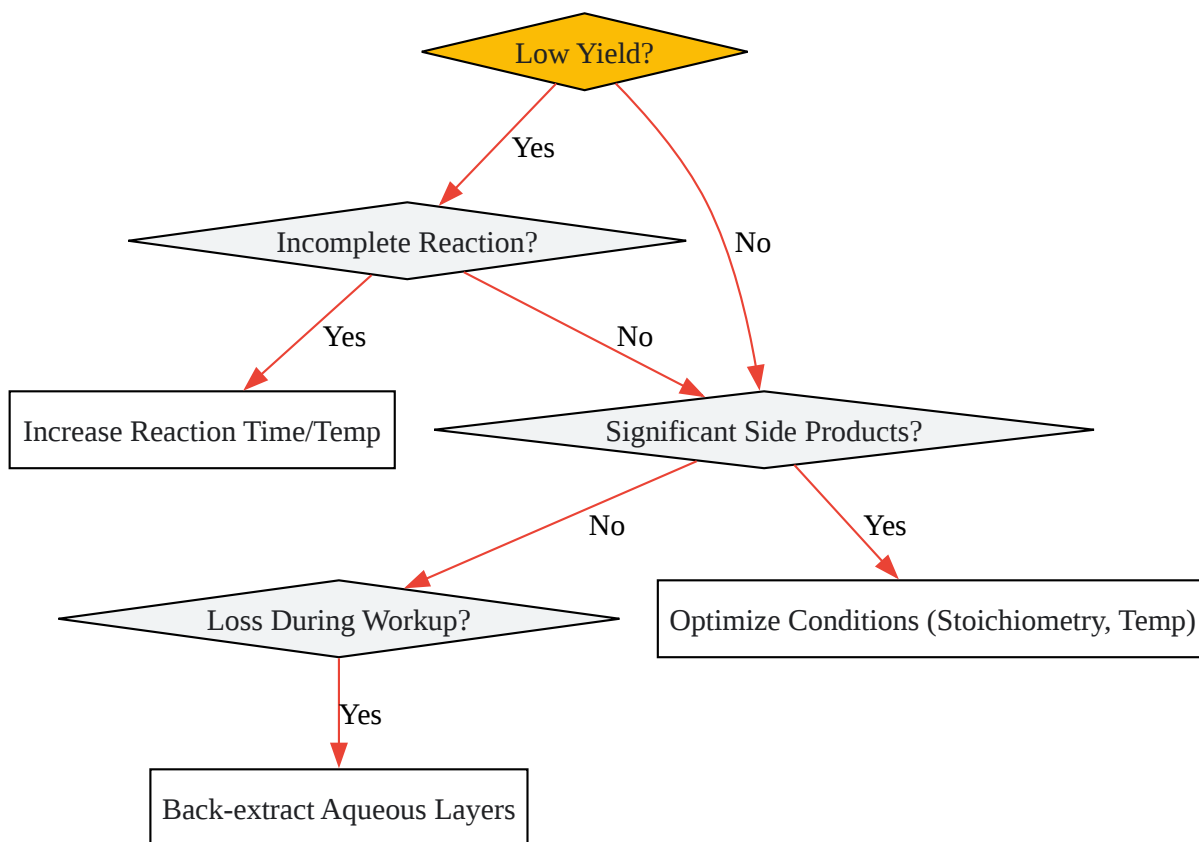 Low Yield?
Yes
Incomplete Reaction?
No
Yes
No
Increase Reaction Time/Temp
Significant Side Products?
No
Yes
Loss During Workup?
Optimize Conditions (Stoichiometry, Temp)
Yes
Back-extract Aqueous Layers